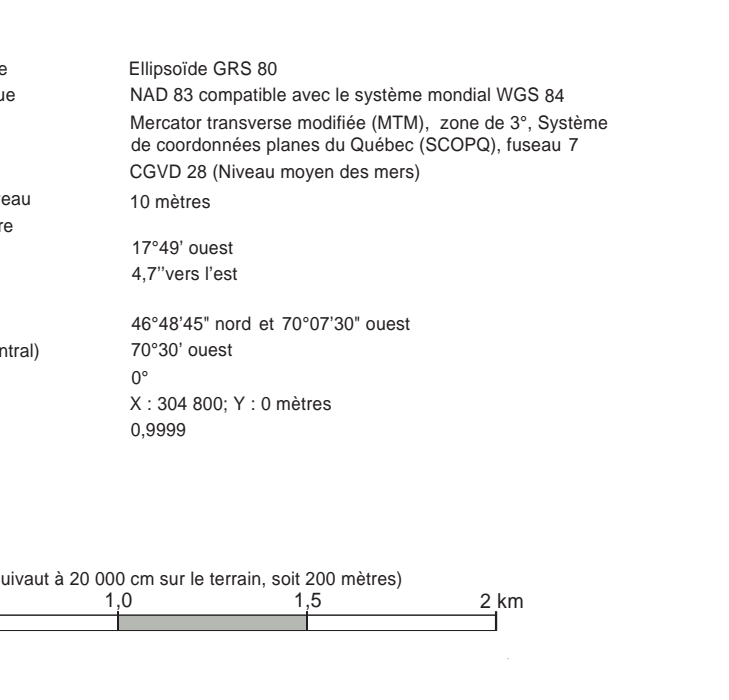 e Ellipsoïde GRS 80
ue NAD 83 compatible avec le système mondial WGS 84
Mercator transverse modifiée (MTM), zone de 3°, Système
de coordonnées planes du Québec (SCOPQ), fuseau 7
CGVD 28 (Niveau moyen des mers)
eau 10 mètres
re
17°49’ ouest
4,7’’vers l’est
46°48’45" nord et 70°07’30" ouest
ntral) 70°30’ ouest
0°
X : 304 800; Y : 0 mètres
0,9999
uivaut à 20 000 cm sur le terrain, soit 200 mètres)
1,0 1,5 2 km